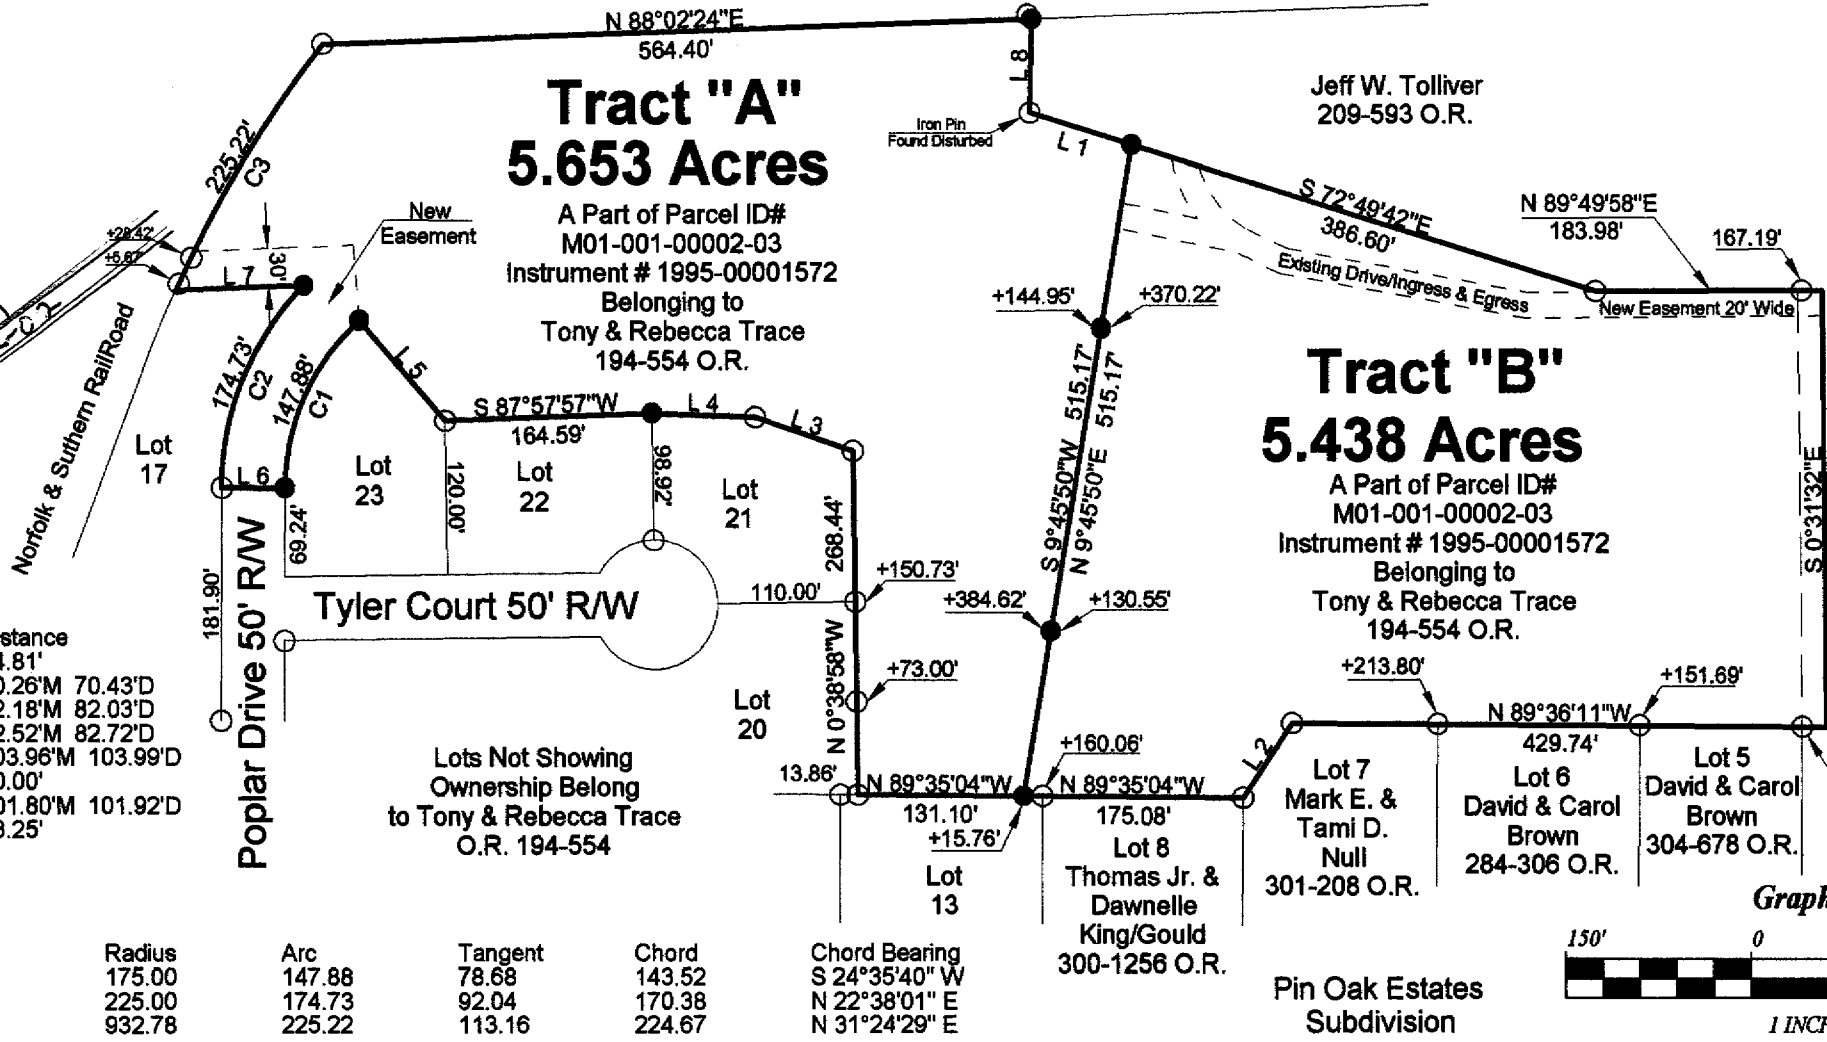 N 88°02'24"E
564.40'
L 8
Tract "A"
5.653 Acres
A Part of Parcel ID#
M01-001-00002-03
Instrument # 1995-00001572
Belonging to
Tony & Rebecca Trace
194-554 O.R.
Iron Pin
Found Disturbed
L 1
Jeff W. Tolliver
209-593 O.R.
S 72°49'42"E
386.60'
N 89°49'58"E
183.98'
167.19'
225.22'
C3
New
Easement
+28.42'
+5.67'
30'
L 7
Existing Drive/Ingress & Egress
New Easement 20' Wide
+144.95'
+370.22'
Norfolk & Suthern RailRoad
174.73'
C2
147.88'
C1
L 5
S 87°57'57"W
164.59'
L 4
L 3
S 9°45'50"W 515.17'
N 9°45'50"E 515.17'
Tract "B"
5.438 Acres
A Part of Parcel ID#
M01-001-00002-03
Instrument # 1995-00001572
Belonging to
Tony & Rebecca Trace
194-554 O.R.
S 0°31'32"E
Lot
17
L 6
Lot
23
120.00'
Lot
22
98.92'
Lot
21
268.44'
69.24'
181.90'
Poplar Drive 50' R/W
Tyler Court 50' R/W
110.00'
+150.73'
+384.62'
+130.55'
N 0°38'58"W
+73.00'
Lot
20
+213.80'
+151.69'
N 89°36'11"W
429.74'
L 2
+160.06'
13.86'
N 89°35'04"W
131.10'
+15.76'
N 89°35'04"W
175.08'
stance
4.81'
0.26'M 70.43'D
2.18'M 82.03'D
2.52'M 82.72'D
03.96'M 103.99'D
0.00'
01.80'M 101.92'D
3.25'
Lots Not Showing
Ownership Belong
to Tony & Rebecca Trace
O.R. 194-554
Lot
13
Lot 8
Thomas Jr. &
Dawnelle
King/Gould
300-1256 O.R.
Lot 7
Mark E. &
Tami D.
Null
301-208 O.R.
Lot 6
David & Carol
Brown
284-306 O.R.
Lot 5
David & Carol
Brown
304-678 O.R.
Radius Arc Tangent Chord Chord Bearing
175.00 147.88 78.68 143.52 S 24°35'40" W
225.00 174.73 92.04 170.38 N 22°38'01" E
932.78 225.22 113.16 224.67 N 31°24'29" E
Pin Oak Estates
Subdivision
Graph
150' 0
1 INCH